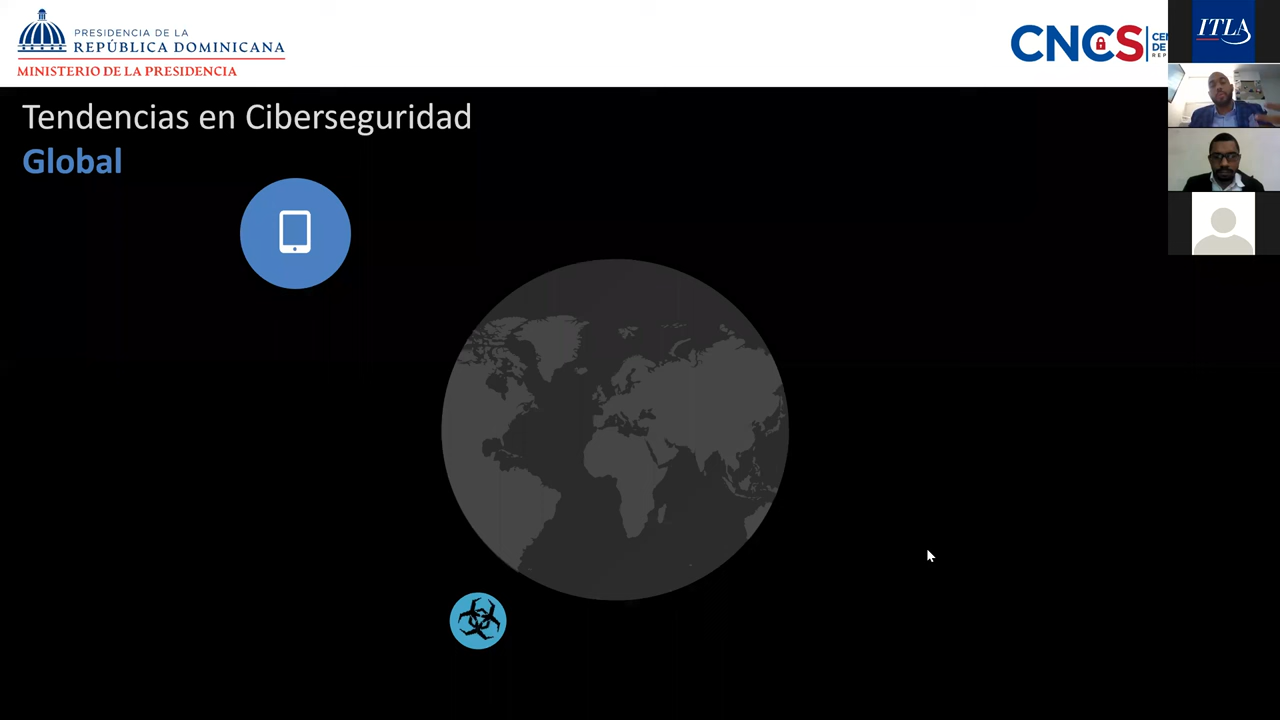 PRESIDENCIA DE LA
REPÚBLICA DOMINICANA
MINISTERIO DE LA PRESIDENCIA
CNCS
ITLA
Tendencias en Ciberseguridad
Global